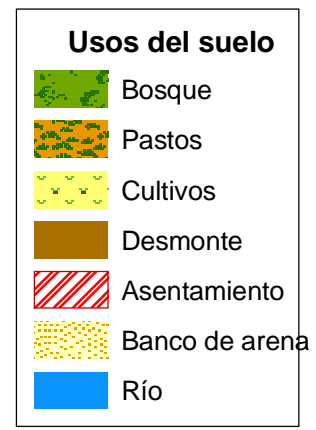 Usos del suelo
Bosque
Pastos
Cultivos
Desmonte
Asentamiento
Banco de arena
Río